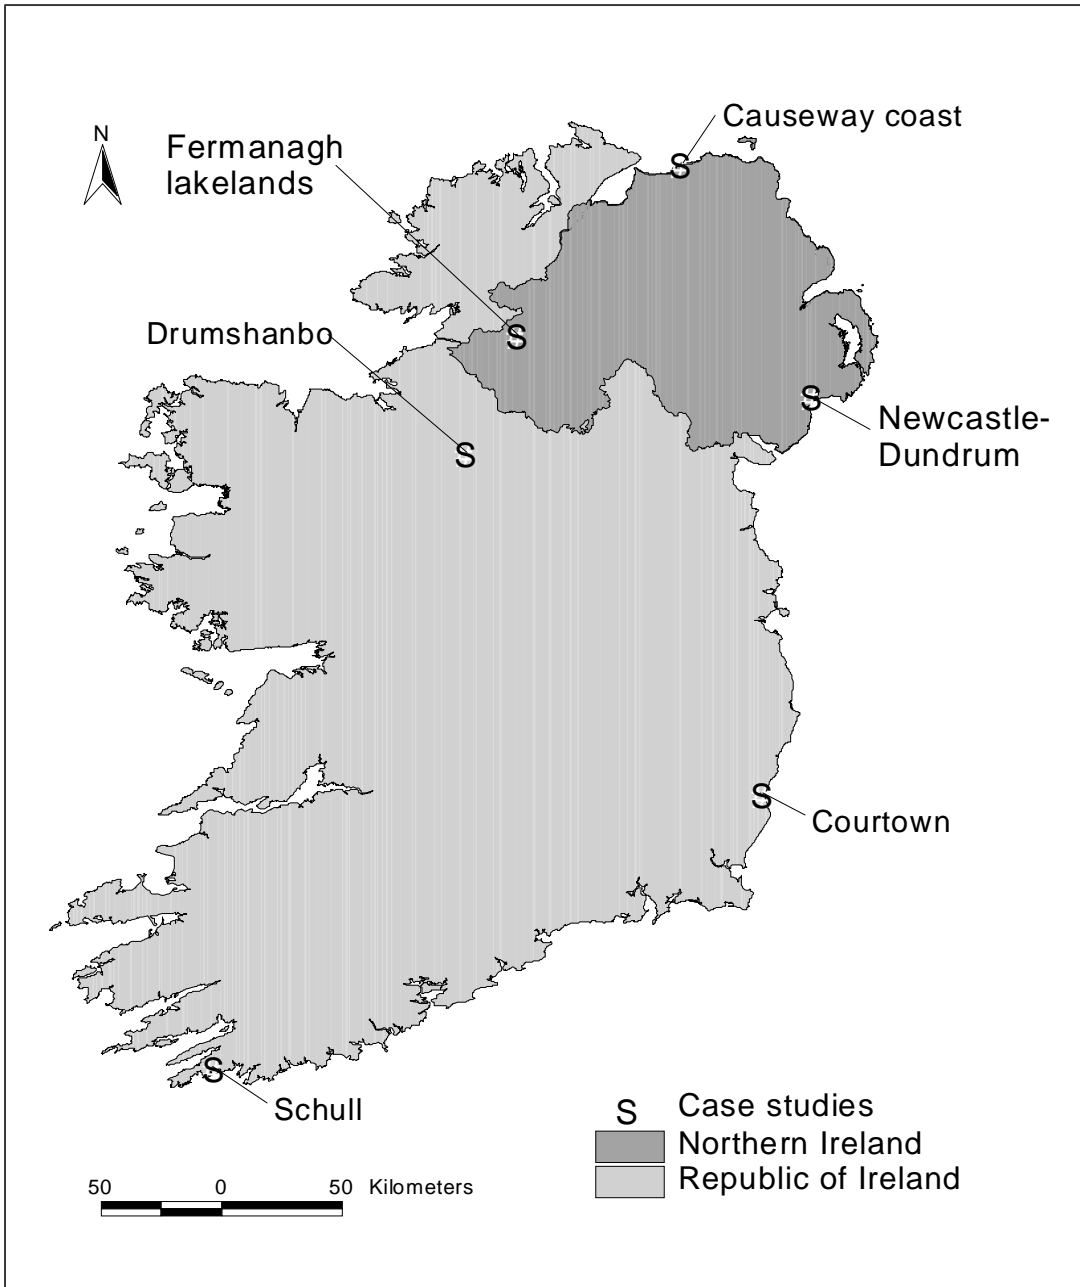 Causeway coast
N
Fermanagh
lakelands
S
Drumshanbo
S
S
S
Newcastle-
Dundrum
S
Courtown
S
Schull
S Case studies
Northern Ireland
Republic of Ireland
50 0 50 Kilometers